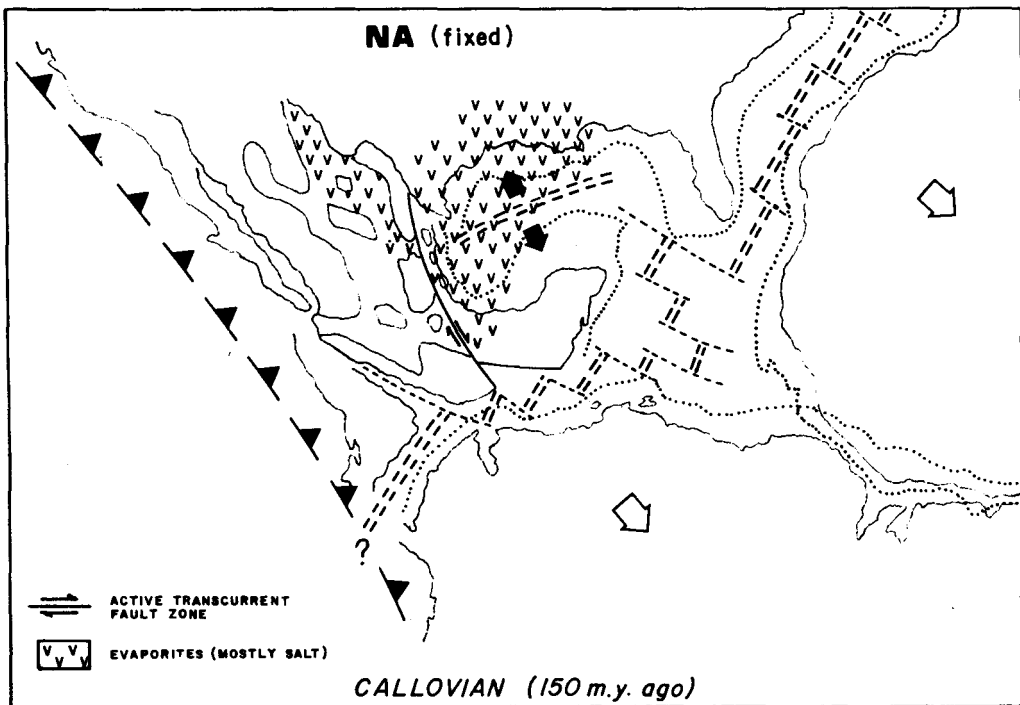 NA (fixed)
?
ACTIVE TRANSCURRENT
FAULT ZONE
EVAPORITES (MOSTLY SALT)
CALLOVIAN (150 m.y. ago)